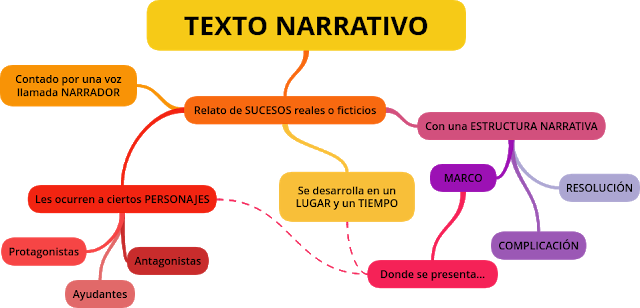 TEXTO NARRATIVO
Contado por una voz
llamada NARRADOR
Relato de SUCESOS reales o ficticios
Con una ESTRUCTURA NARRATIVA
Les ocurren a ciertos PERSONAJES
Se desarrolla en un
LUGAR y un TIEMPO
MARCO
RESOLUCIÓN
COMPLICACIÓN
Protagonistas
Antagonistas
Ayudantes
Donde se presenta...